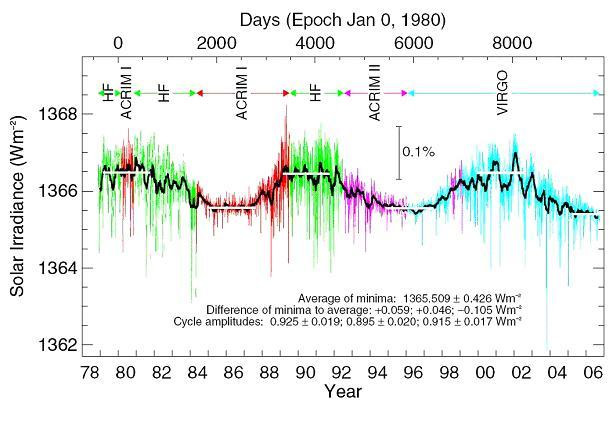 Days (Epoch Jan 0, 1980)
0 2000 4000 6000 8000
HF ACRIM I HF ACRIM I HF ACRIM II VIRGO
Solar Irradiance (Wm⁻²)
1368
1366
1364
1362
0.1%
Average of minima: 1365.509 ± 0.426 Wm⁻²
Difference of minima to average: +0.059; +0.046; −0.105 Wm⁻²
Cycle amplitudes: 0.925 ± 0.019; 0.895 ± 0.020; 0.915 ± 0.017 Wm⁻²
78 80 82 84 86 88 90 92 94 96 98 00 02 04 06
Year